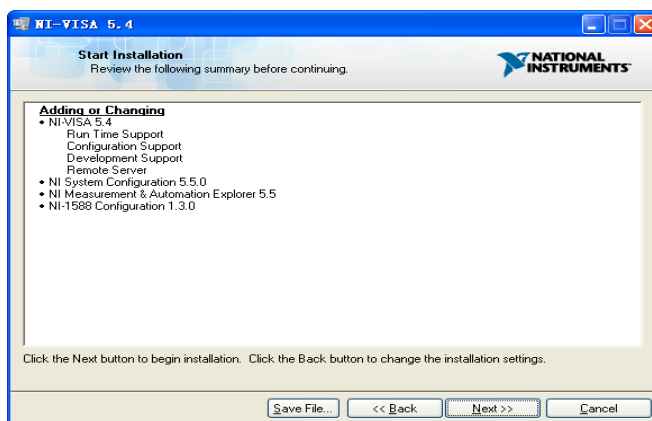 NI-VISA 5.4
Start Installation
Review the following summary before continuing.
NATIONAL
INSTRUMENTS
Adding or Changing
• NI-VISA 5.4
Run Time Support
Configuration Support
Development Support
Remote Server
• NI System Configuration 5.5.0
• NI Measurement & Automation Explorer 5.5
• NI-1588 Configuration 1.3.0
Click the Next button to begin installation. Click the Back button to change the installation settings.
Save File... << Back Next >> Cancel